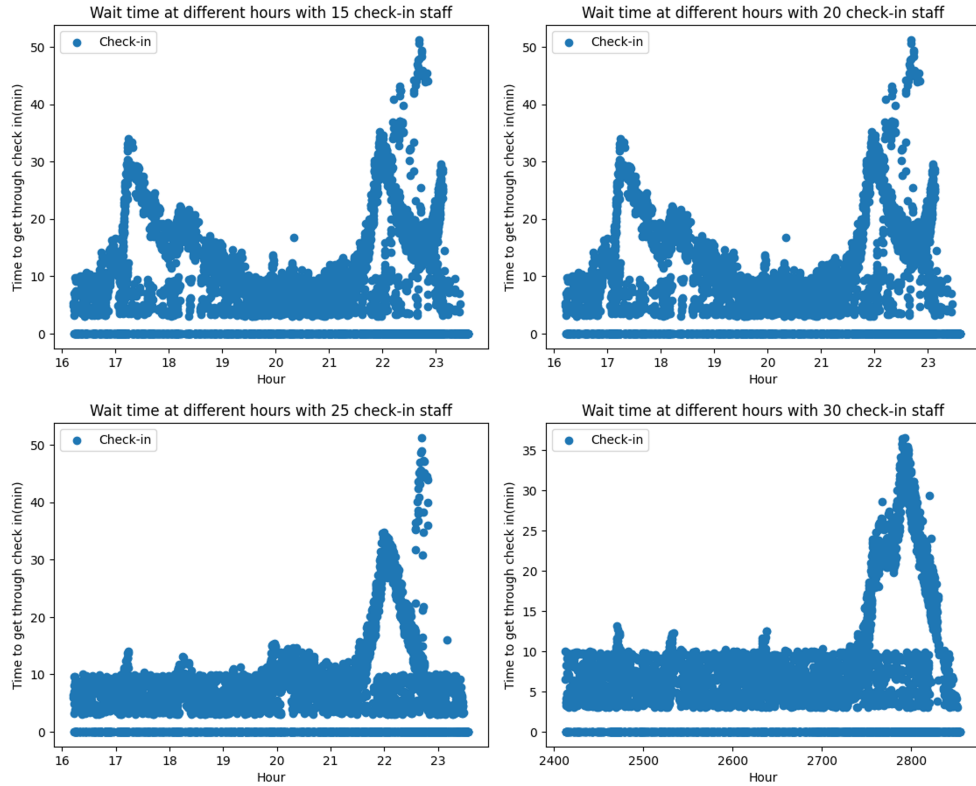 Wait time at different hours with 15 check-in staff
Check-in
Time to get through check in(min)
50
40
30
20
10
0
16 17 18 19 20 21 22 23
Hour
Wait time at different hours with 20 check-in staff
Check-in
Time to get through check in(min)
50
40
30
20
10
0
16 17 18 19 20 21 22 23
Hour
Wait time at different hours with 25 check-in staff
Check-in
Time to get through check in(min)
50
40
30
20
10
0
16 17 18 19 20 21 22 23
Hour
Wait time at different hours with 30 check-in staff
Check-in
Time to get through check in(min)
35
30
25
20
15
10
5
0
2400 2500 2600 2700 2800
Hour